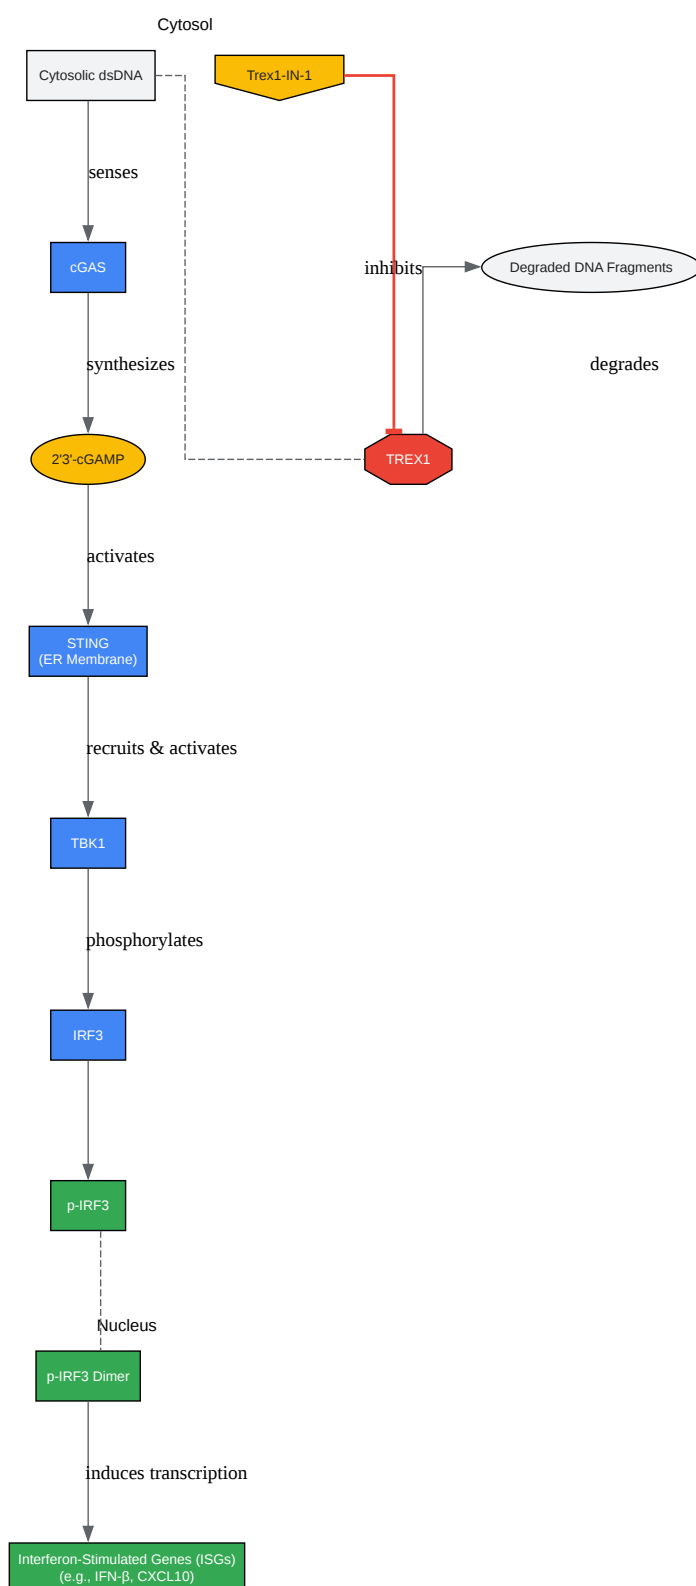 Cytosol
Cytosolic dsDNA
Trex1-IN-1
senses
cGAS
inhibits
Degraded DNA Fragments
synthesizes
degrades
2'3'-cGAMP
TREX1
activates
STING
(ER Membrane)
recruits & activates
TBK1
phosphorylates
IRF3
p-IRF3
Nucleus
p-IRF3 Dimer
induces transcription
Interferon-Stimulated Genes (ISGs)
(e.g., IFN-β, CXCL10)